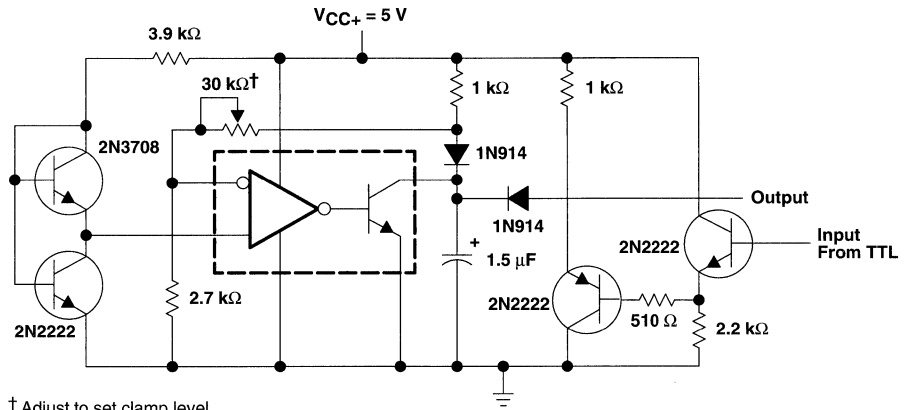 VCC+ = 5 V
3.9 kΩ
30 kΩ†
1 kΩ
1 kΩ
2N3708
1N914
Output
1N914
2N2222
Input
From TTL
+
1.5 μF
2N2222
2.7 kΩ
510 Ω
2.2 kΩ
2N2222
† Adjust to set clamp level